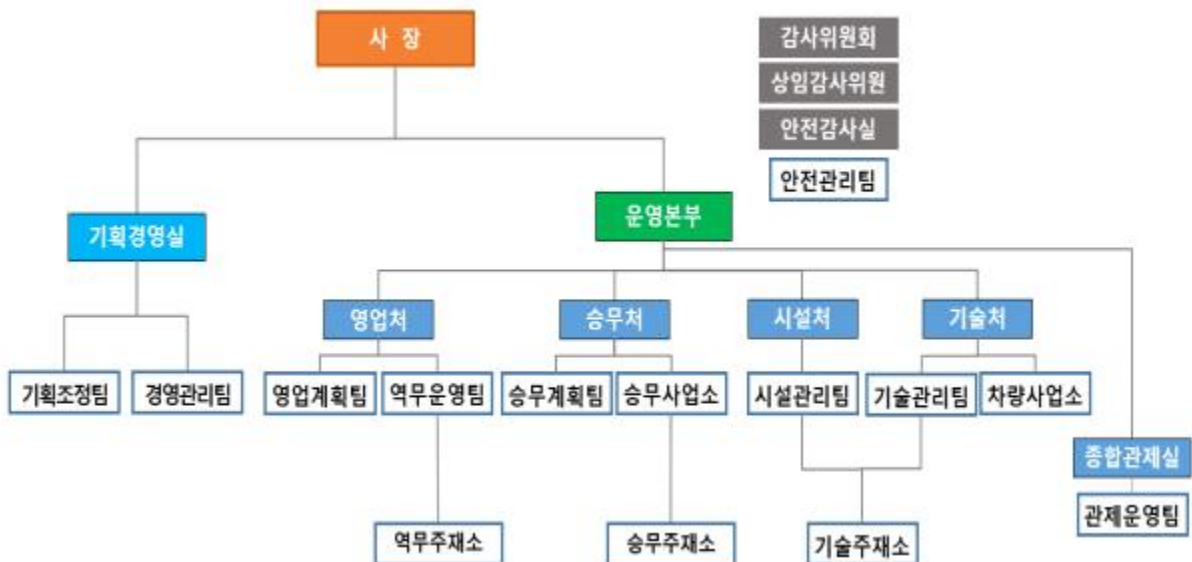 사 장
감사위원회
상임감사위원
안전감사실
안전관리팀
기획경영실
운영본부
영업처
승무처
시설처
기술처
기획조정팀
경영관리팀
영업계획팀
역무운영팀
승무계획팀
승무사업소
시설관리팀
기술관리팀
차량사업소
종합관제실
관제운영팀
역무주재소
승무주재소
기술주재소